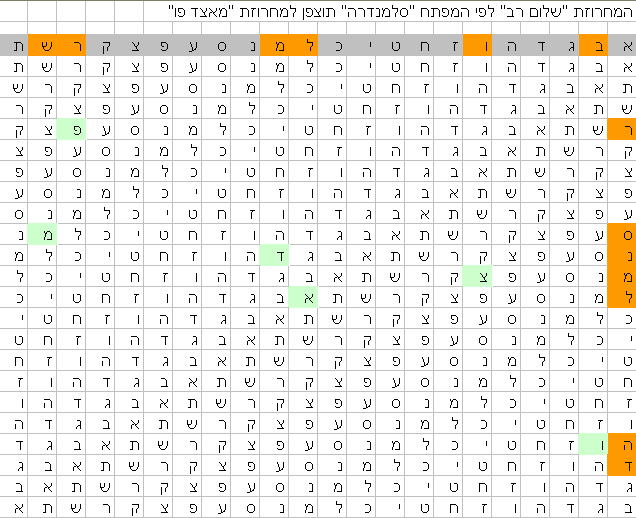 המחרוזת "שלום רב" לפי המפתח "סלמנדרה" תוצפן למחרוזת "מאצד פו"
א ב ג ד ה ו ז ח ט י כ ל מ נ ס ע פ צ ק ר ש ת
א ב ג ד ה ו ז ח ט י כ ל מ נ ס ע פ צ ק ר ש ת
ת א ב ג ד ה ו ז ח ט י כ ל מ נ ס ע פ צ ק ר ש
ש ת א ב ג ד ה ו ז ח ט י כ ל מ נ ס ע פ צ ק ר
ר ש ת א ב ג ד ה ו ז ח ט י כ ל מ נ ס ע פ צ ק
ק ר ש ת א ב ג ד ה ו ז ח ט י כ ל מ נ ס ע פ צ
צ ק ר ש ת א ב ג ד ה ו ז ח ט י כ ל מ נ ס ע פ
פ צ ק ר ש ת א ב ג ד ה ו ז ח ט י כ ל מ נ ס ע
ע פ צ ק ר ש ת א ב ג ד ה ו ז ח ט י כ ל מ נ ס
ס ע פ צ ק ר ש ת א ב ג ד ה ו ז ח ט י כ ל מ נ
נ ס ע פ צ ק ר ש ת א ב ג ד ה ו ז ח ט י כ ל מ
מ נ ס ע פ צ ק ר ש ת א ב ג ד ה ו ז ח ט י כ ל
ל מ נ ס ע פ צ ק ר ש ת א ב ג ד ה ו ז ח ט י כ
כ ל מ נ ס ע פ צ ק ר ש ת א ב ג ד ה ו ז ח ט י
י כ ל מ נ ס ע פ צ ק ר ש ת א ב ג ד ה ו ז ח ט
ט י כ ל מ נ ס ע פ צ ק ר ש ת א ב ג ד ה ו ז ח
ח ט י כ ל מ נ ס ע פ צ ק ר ש ת א ב ג ד ה ו ז
ז ח ט י כ ל מ נ ס ע פ צ ק ר ש ת א ב ג ד ה ו
ו ז ח ט י כ ל מ נ ס ע פ צ ק ר ש ת א ב ג ד ה
ה ו ז ח ט י כ ל מ נ ס ע פ צ ק ר ש ת א ב ג ד
ד ה ו ז ח ט י כ ל מ נ ס ע פ צ ק ר ש ת א ב ג
ג ד ה ו ז ח ט י כ ל מ נ ס ע פ צ ק ר ש ת א ב
ב ג ד ה ו ז ח ט י כ ל מ נ ס ע פ צ ק ר ש ת א